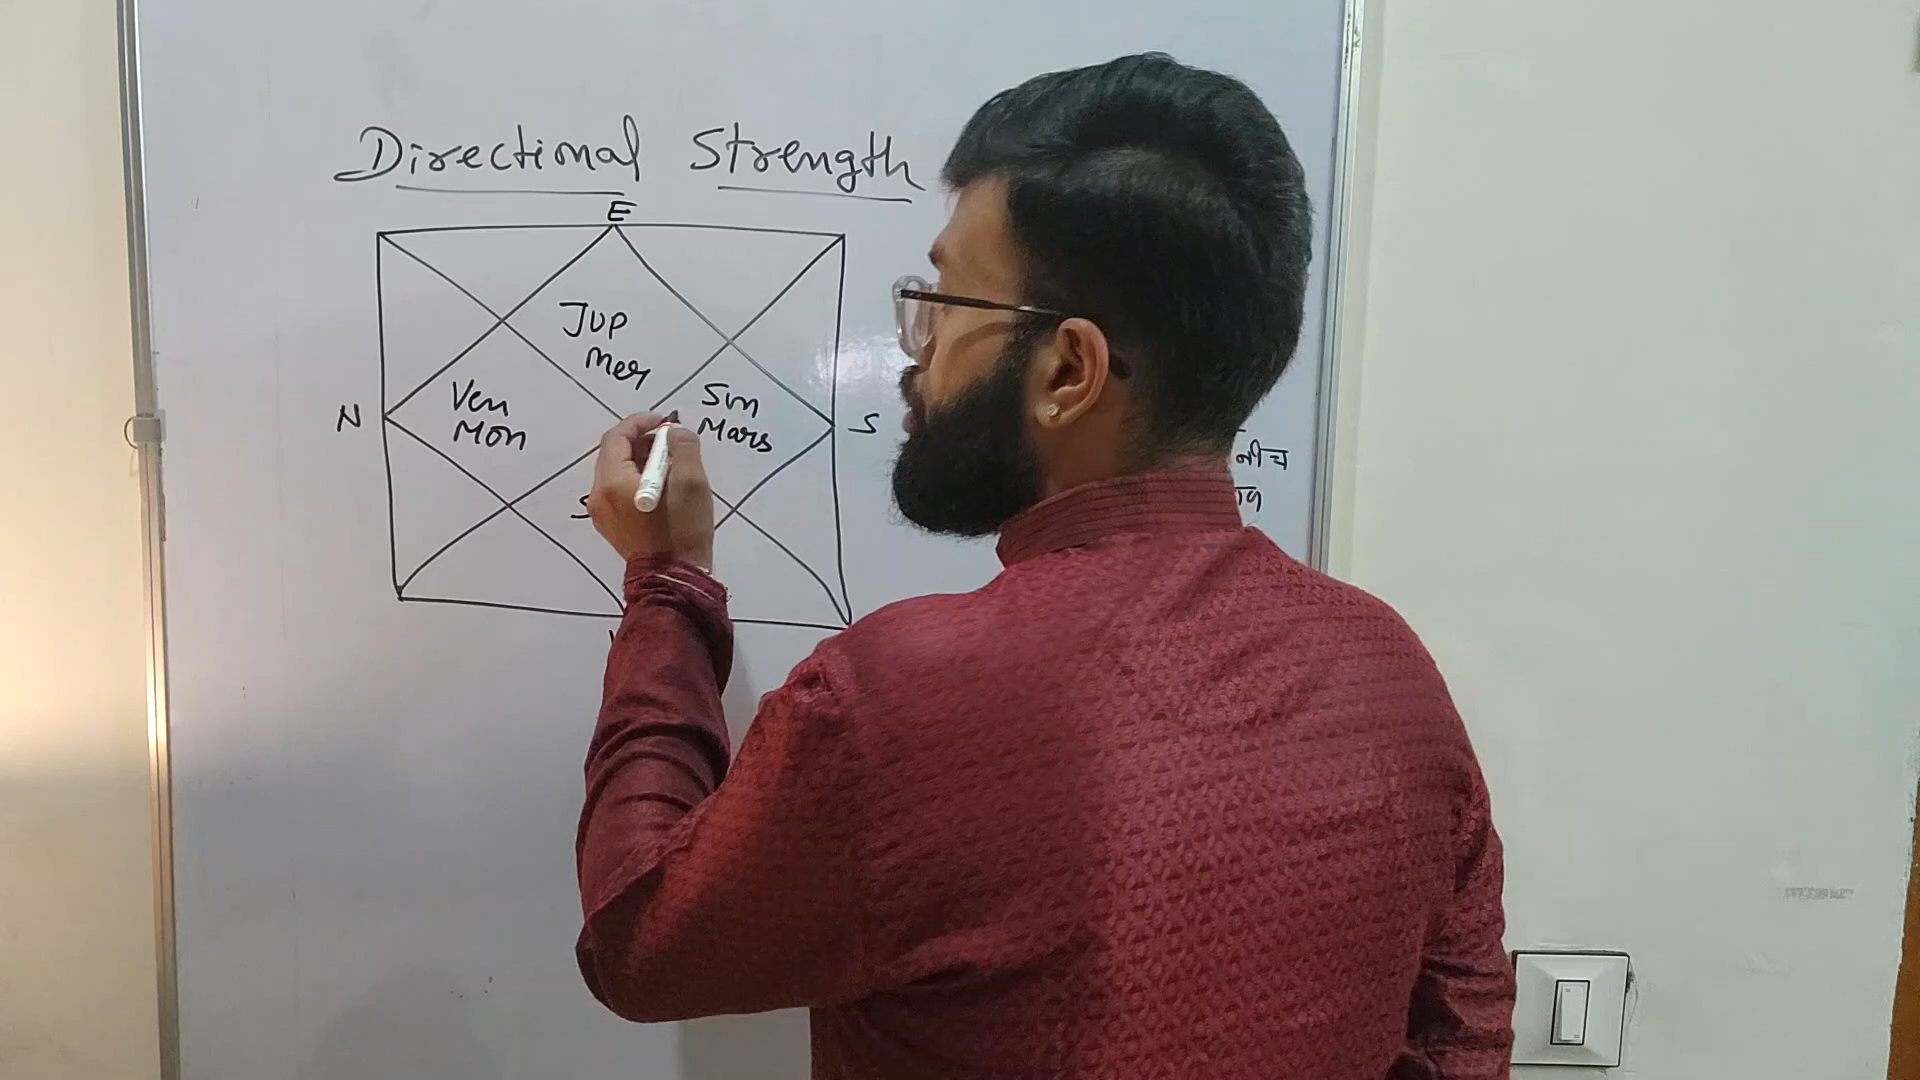 Directional Strength
E
Jup
Mer
Ven
Mon
Sun
Mars
N
S
S
नीच